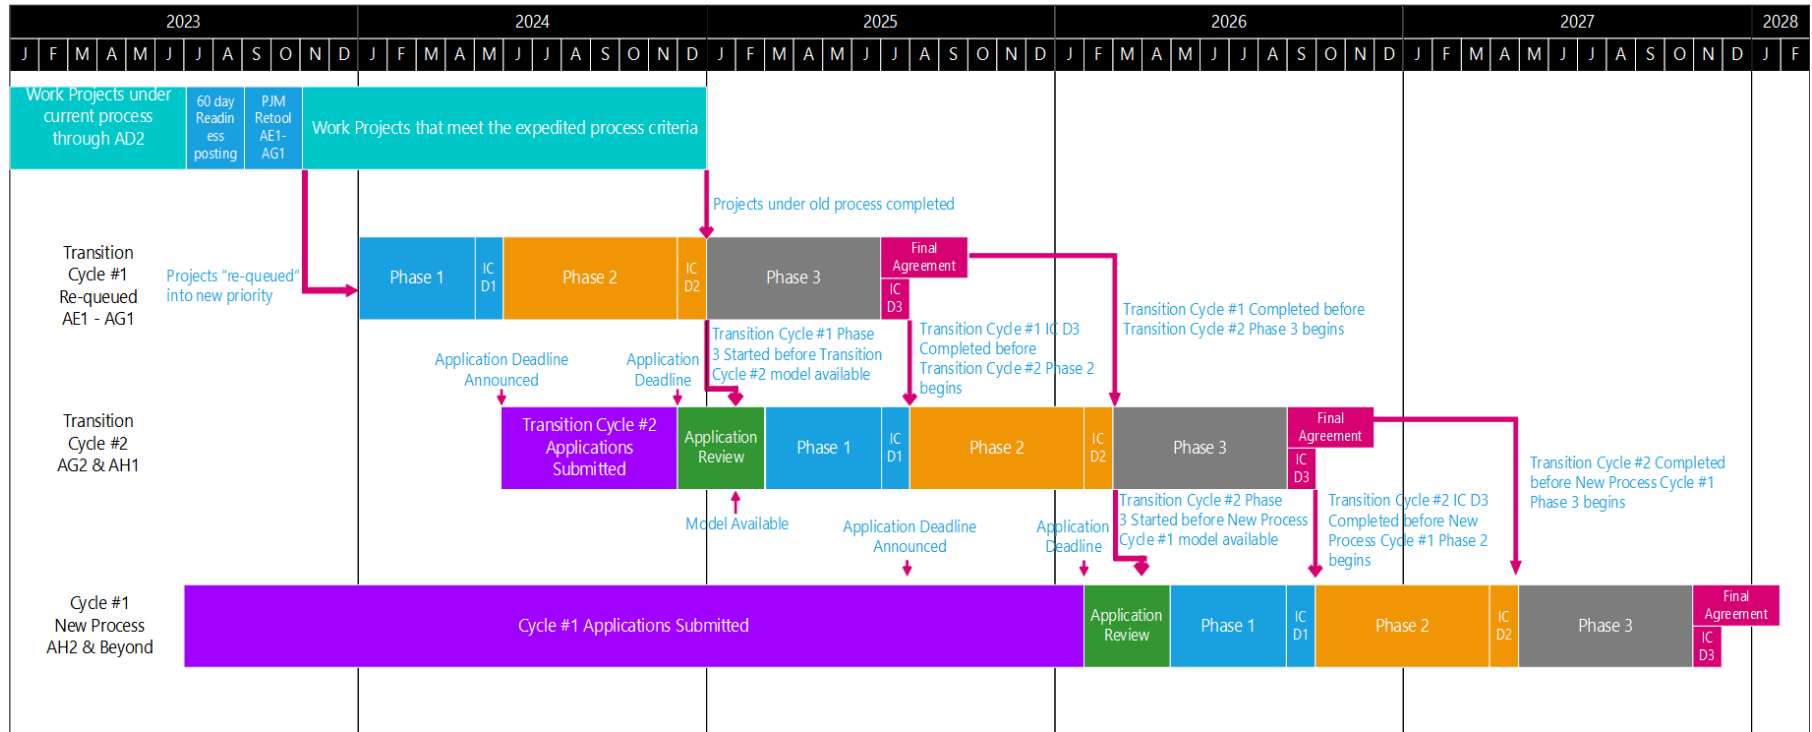 2023 2024 2025 2026 2027 2028
J F M A M J J A S O N D J F M A M J J A S O N D J F M A M J J A S O N D J F M A M J J A S O N D J F M A M J J A S O N D J F
Work Projects under
current process
through AD2
60 day
Readin
ess
posting
PJM
Retool
AE1-
AG1
Work Projects that meet the expedited process criteria
Projects under old process completed
Transition
Cycle #1
Re-queued
AE1 - AG1
Projects “re-queued”
into new priority
Phase 1
IC
D1
Phase 2
IC
D2
Phase 3
Final
Agreement
IC
D3
Transition Cycle #1 Phase
3 Started before Transition
Cycle #2 model available
Transition Cycle #1 IC D3
Completed before
Transition Cycle #2 Phase 2
begins
Transition Cycle #1 Completed before
Transition Cycle #2 Phase 3 begins
Application Deadline
Announced
Application
Deadline
Transition
Cycle #2
AG2 & AH1
Transition Cycle #2
Applications
Submitted
Application
Review
Phase 1
IC
D1
Phase 2
IC
D2
Phase 3
Final
Agreement
IC
D3
Model Available
Application Deadline
Announced
Application
Deadline
Transition Cycle #2 Phase
3 Started before New Process
Cycle #1 model available
Transition Cycle #2 IC D3
Completed before New
Process Cycle #1 Phase 2
begins
Transition Cycle #2 Completed
before New Process Cycle #1
Phase 3 begins
Cycle #1
New Process
AH2 & Beyond
Cycle #1 Applications Submitted
Application
Review
Phase 1
IC
D1
Phase 2
IC
D2
Phase 3
Final
Agreement
IC
D3